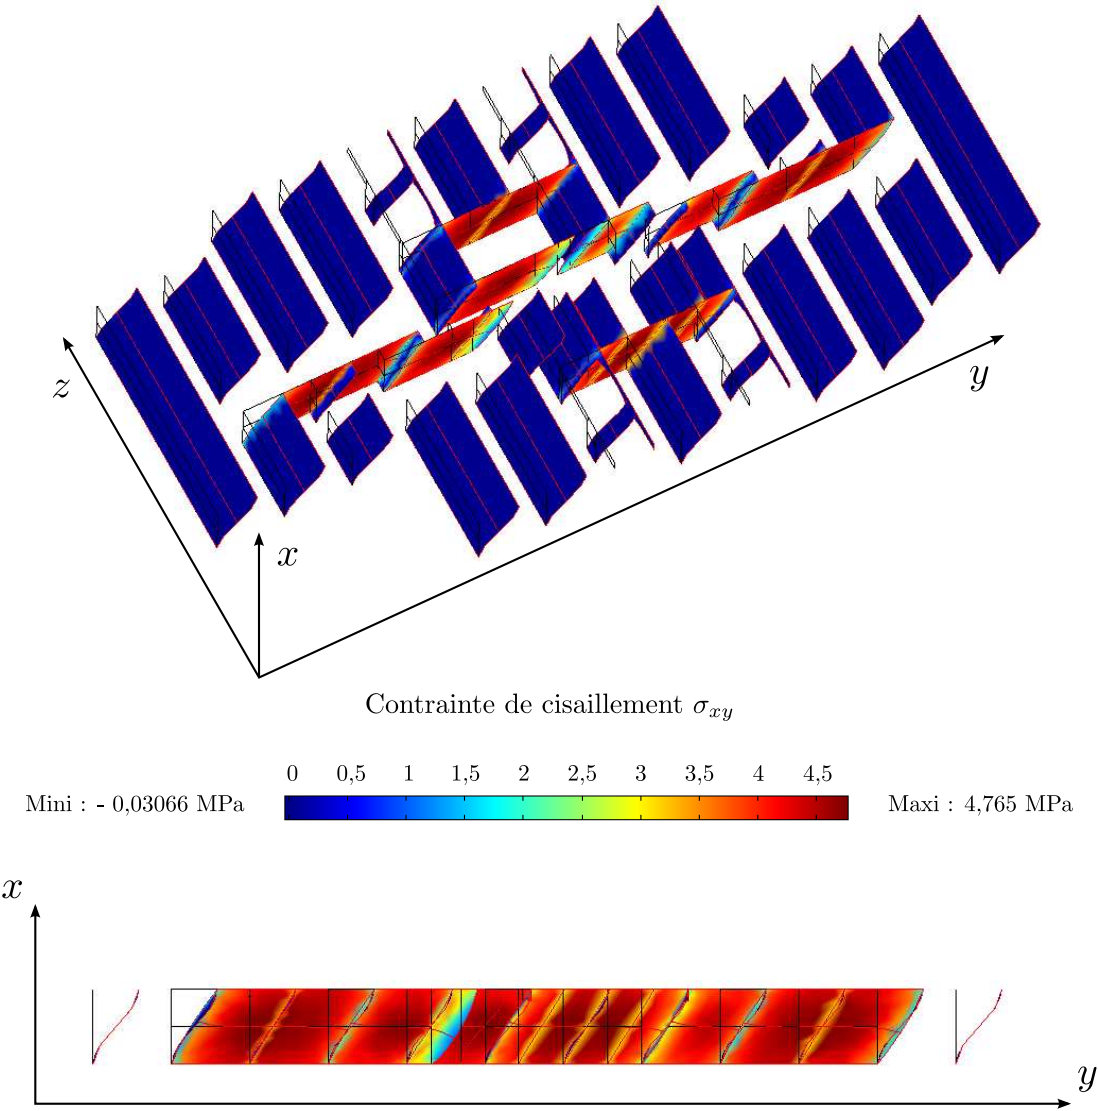 z
y
x
Contrainte de cisaillement σxy
0 0,5 1 1,5 2 2,5 3 3,5 4 4,5
Mini : - 0,03066 MPa
Maxi : 4,765 MPa
x
y